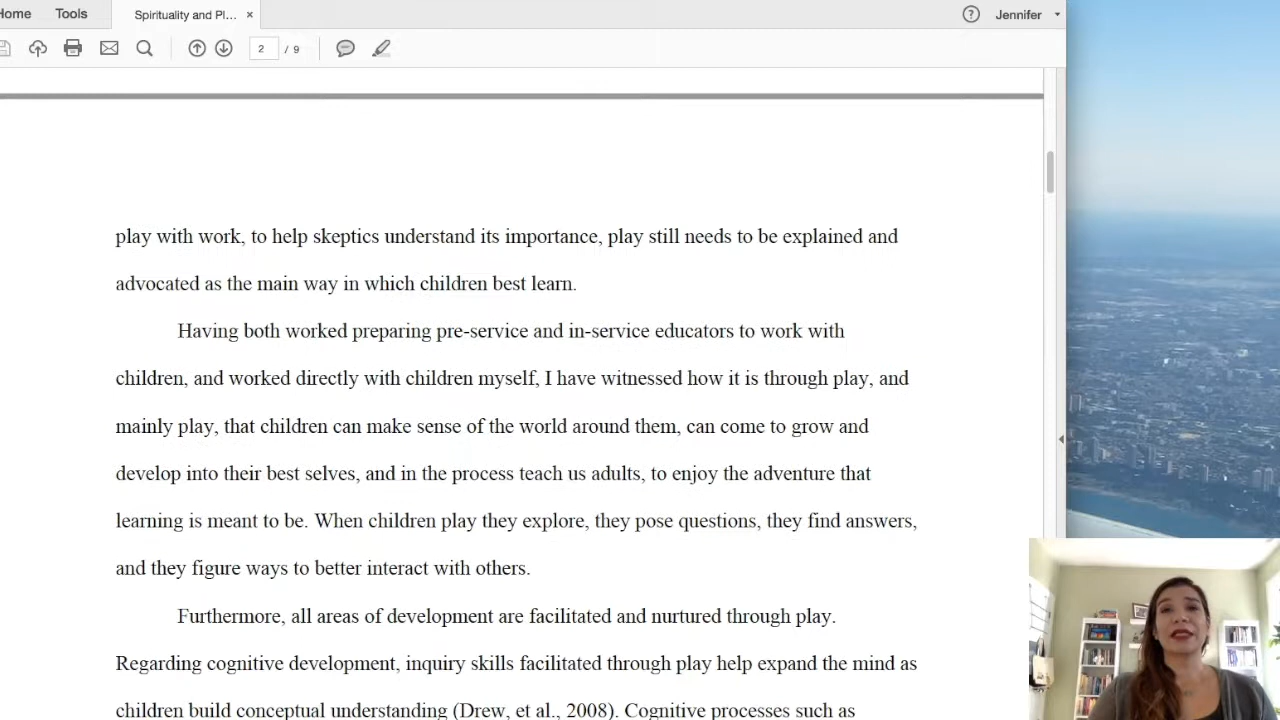 Home Tools Spirituality and Pl... × Jennifer
2 / 9
play with work, to help skeptics understand its importance, play still needs to be explained and
advocated as the main way in which children best learn.
Having both worked preparing pre-service and in-service educators to work with
children, and worked directly with children myself, I have witnessed how it is through play, and
mainly play, that children can make sense of the world around them, can come to grow and
develop into their best selves, and in the process teach us adults, to enjoy the adventure that
learning is meant to be. When children play they explore, they pose questions, they find answers,
and they figure ways to better interact with others.
Furthermore, all areas of development are facilitated and nurtured through play.
Regarding cognitive development, inquiry skills facilitated through play help expand the mind as
children build conceptual understanding (Drew, et al., 2008). Cognitive processes such as